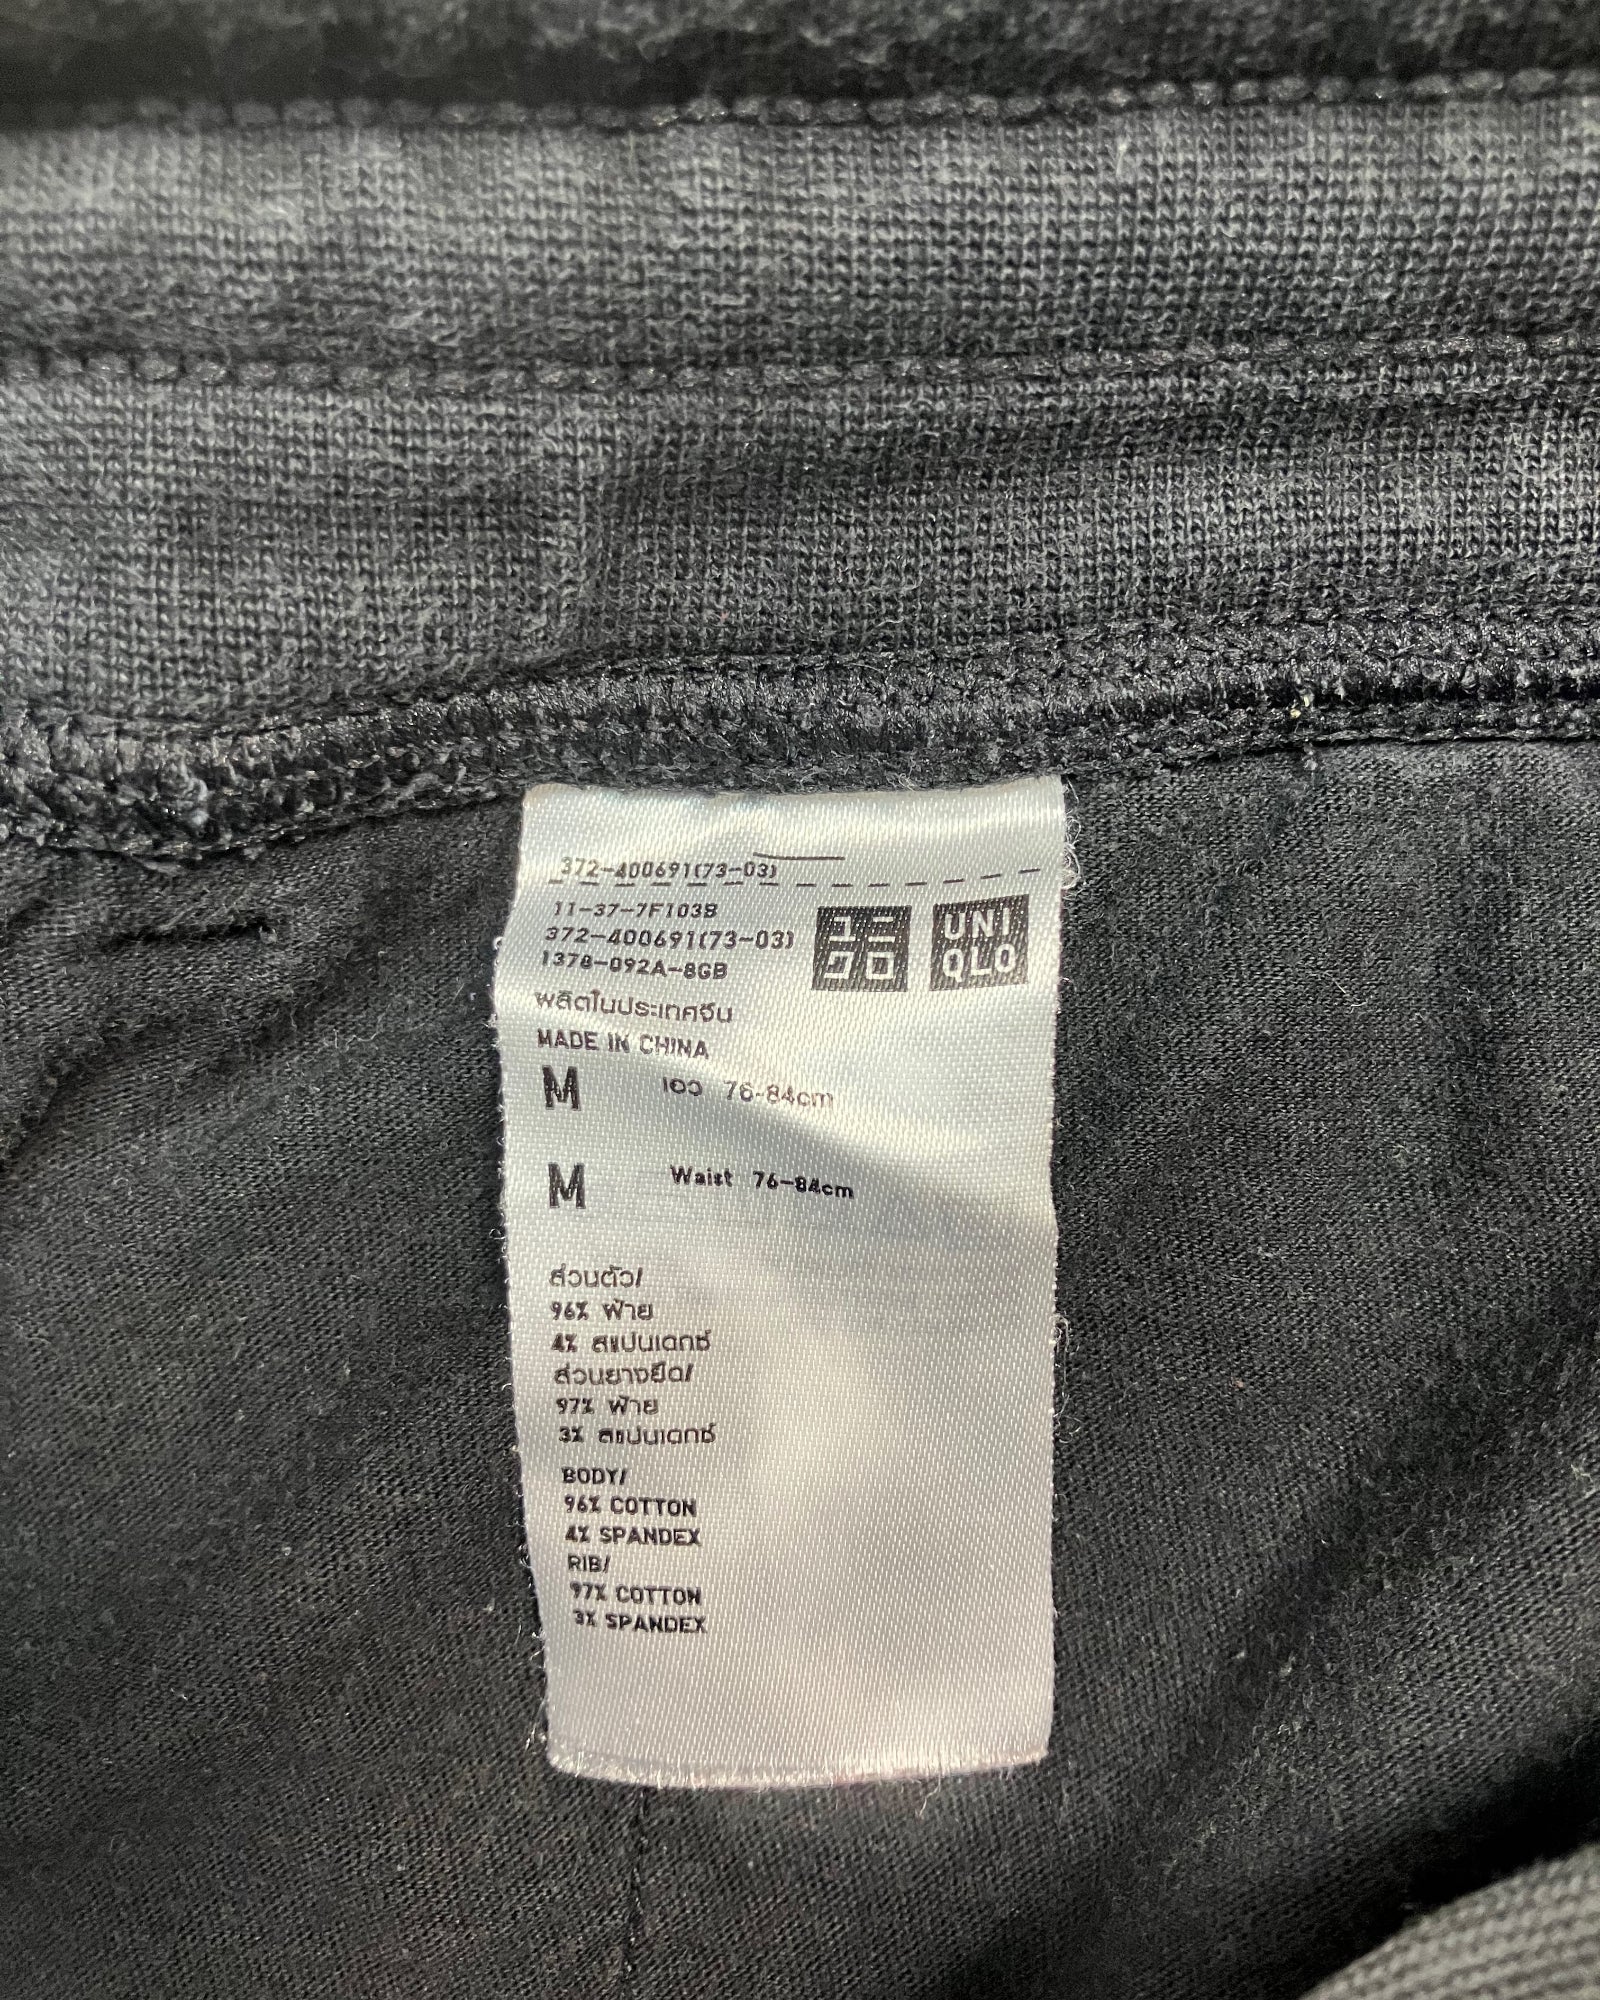 372-400691(73-03)
11-37-7F103B
372-400691(73-03)
1378-092A-8GB
ユニ
クロ
UNI
QLO
ผลิตในประเทศจีน
MADE IN CHINA
M เอว 76-84cm
M Waist 76-84cm
ส่วนตัว/
96% ฝ้าย
4% สแปนเดกซ์
ส่วนยางยืด/
97% ฝ้าย
3% สแปนเดกซ์
BODY/
96% COTTON
4% SPANDEX
RIB/
97% COTTON
3% SPANDEX